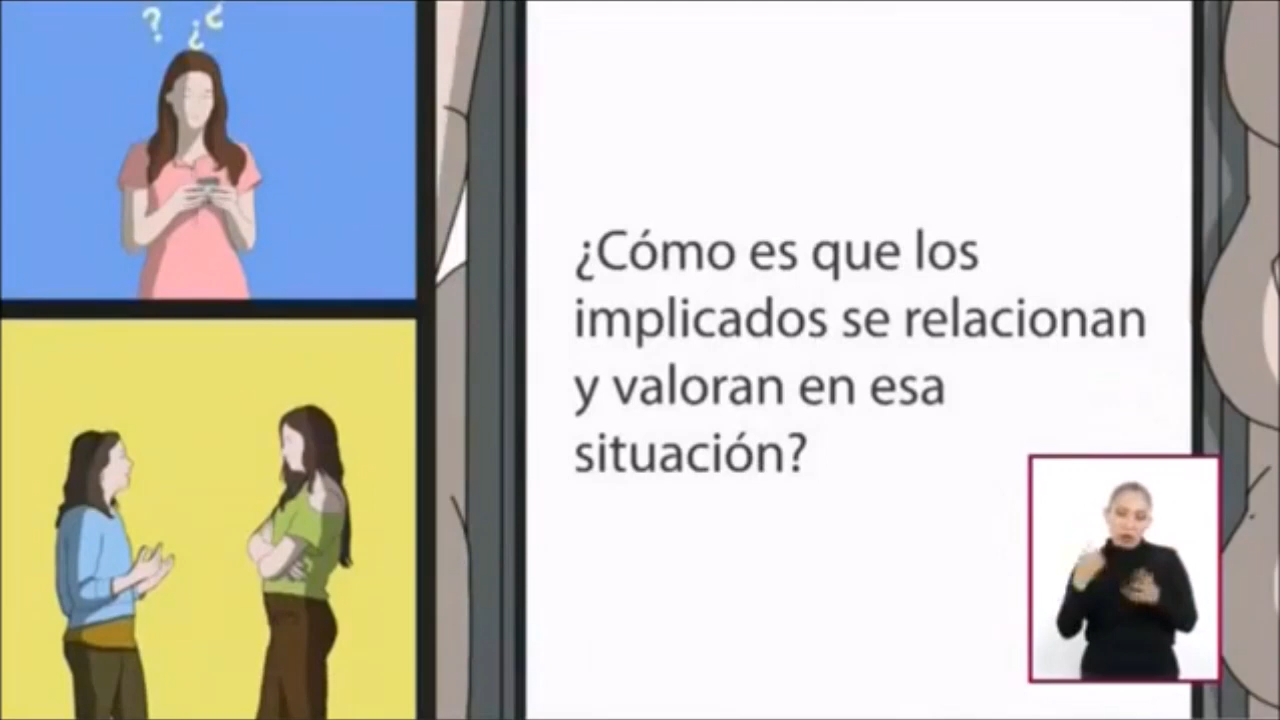 ? ¿ ¿
¿Cómo es que los
implicados se relacionan
y valoran en esa
situación?